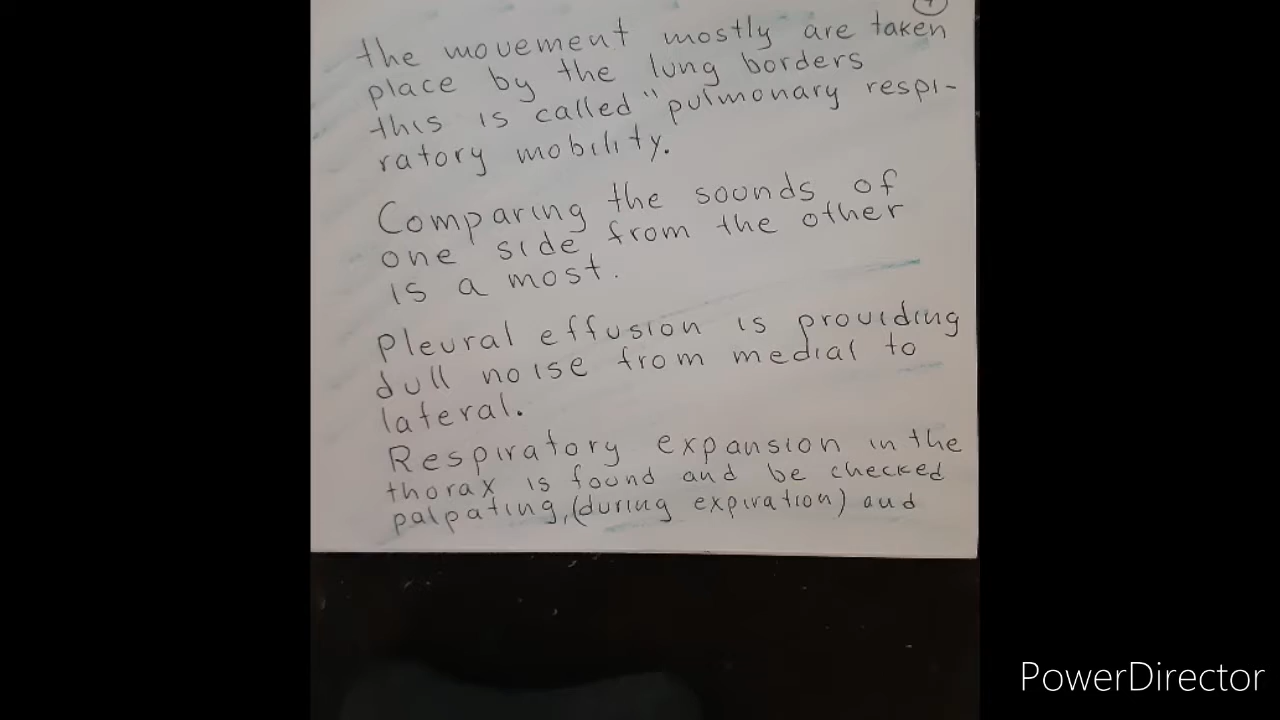 the movement mostly are taken
place by the lung borders
this is called "pulmonary respi-
ratory mobility.
Comparing the sounds of
one side from the other
is a most.
Pleural effusion is providing
dull noise from medial to
lateral.
Respiratory expansion in the
thorax is found and be checked
palpating, (during expiration) and
PowerDirector